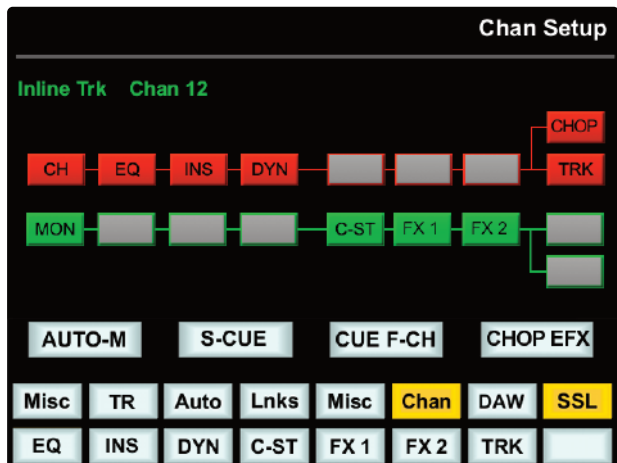 Chan Setup
Inline Trk Chan 12
CHOP
CH EQ INS DYN TRK
MON C-ST FX 1 FX 2
AUTO-M S-CUE CUE F-CH CHOP EFX
Misc TR Auto Lnks Misc Chan DAW SSL
EQ INS DYN C-ST FX 1 FX 2 TRK